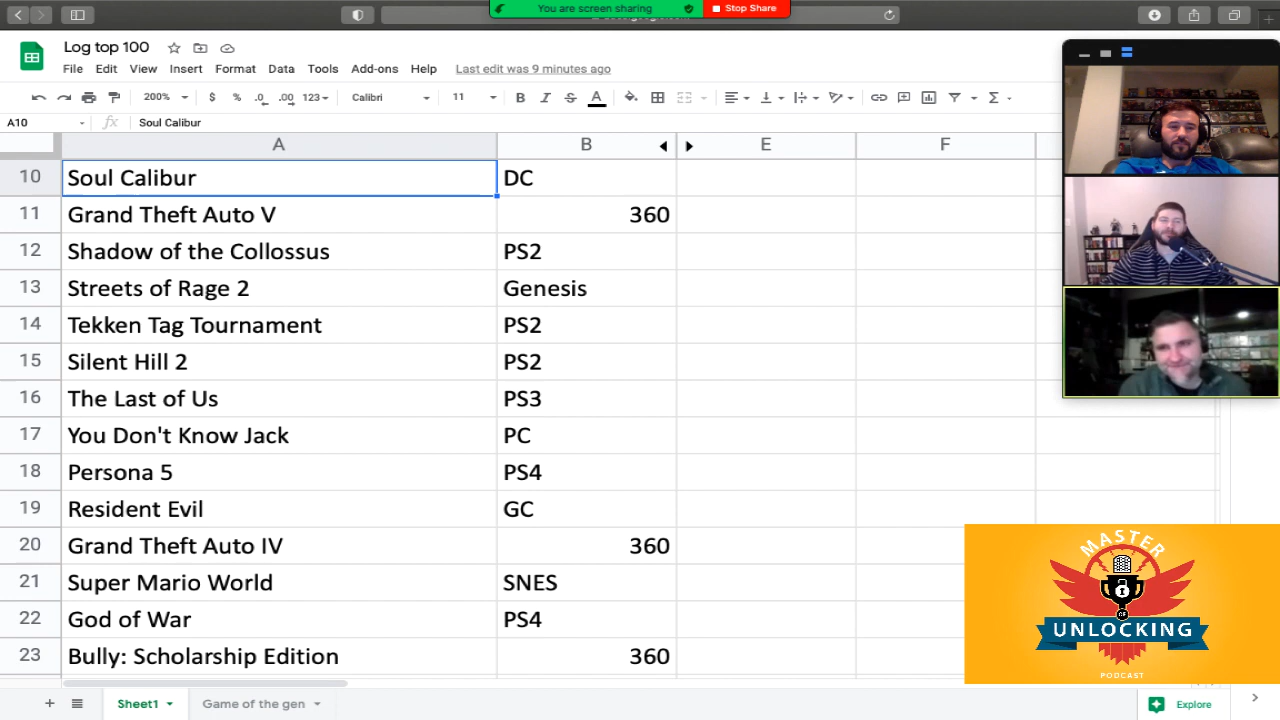 You are screen sharing
Stop Share
Log top 100
File Edit View Insert Format Data Tools Add-ons Help Last edit was 9 minutes ago
200% $ % .0 .00 123 Calibri 11 B I S A
A10 fx Soul Calibur
A B E F
10 Soul Calibur DC
11 Grand Theft Auto V 360
12 Shadow of the Collossus PS2
13 Streets of Rage 2 Genesis
14 Tekken Tag Tournament PS2
15 Silent Hill 2 PS2
16 The Last of Us PS3
17 You Don't Know Jack PC
18 Persona 5 PS4
19 Resident Evil GC
20 Grand Theft Auto IV 360
21 Super Mario World SNES
22 God of War PS4
23 Bully: Scholarship Edition 360
MASTER
OF
UNLOCKING
PODCAST
Sheet1 Game of the gen Explore